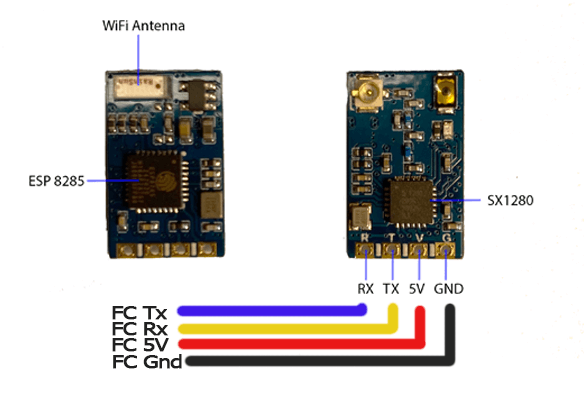 WiFi Antenna
ESP 8285
SX1280
R T V G
RX TX 5V GND
FC Tx
FC Rx
FC 5V
FC Gnd